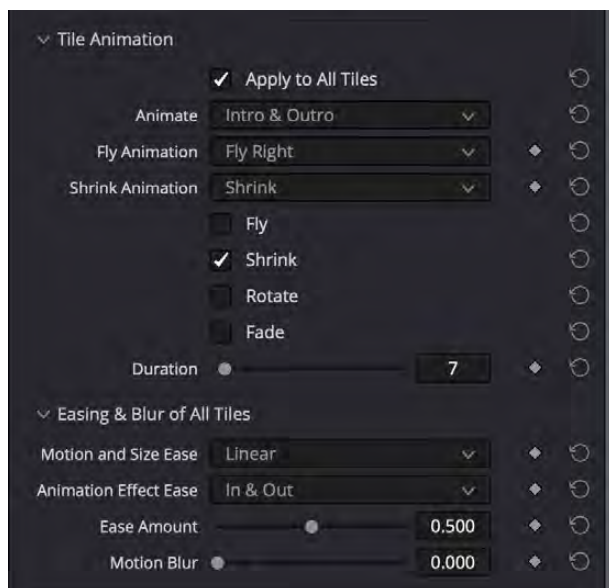 Tile Animation
Apply to All Tiles
Animate Intro & Outro
Fly Animation Fly Right
Shrink Animation Shrink
Fly
Shrink
Rotate
Fade
Duration 7
Easing & Blur of All Tiles
Motion and Size Ease Linear
Animation Effect Ease In & Out
Ease Amount 0.500
Motion Blur 0.000